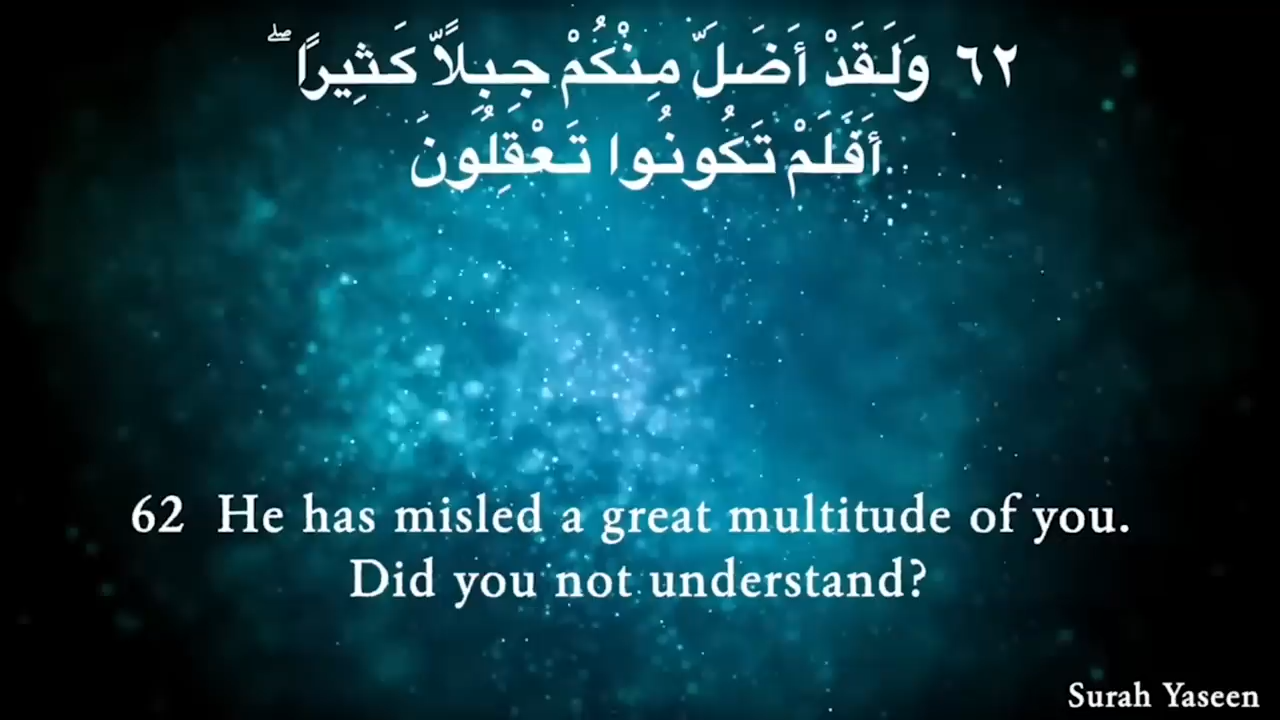 ٦٢ وَلَقَدْ أَضَلَّ مِنْكُمْ جِبِلاًّ كَثِيرًا ۖ
أَفَلَمْ تَكُونُوا تَعْقِلُونَ
62 He has misled a great multitude of you.
Did you not understand?
Surah Yaseen